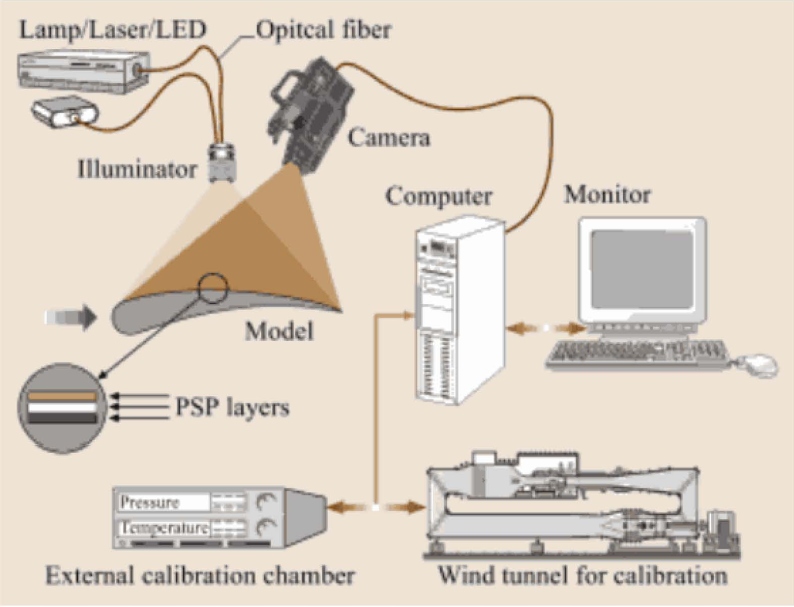 Lamp/Laser/LED
Opitcal fiber
Camera
Illuminator
Computer
Monitor
Model
PSP layers
Pressure
Temperature
External calibration chamber
Wind tunnel for calibration